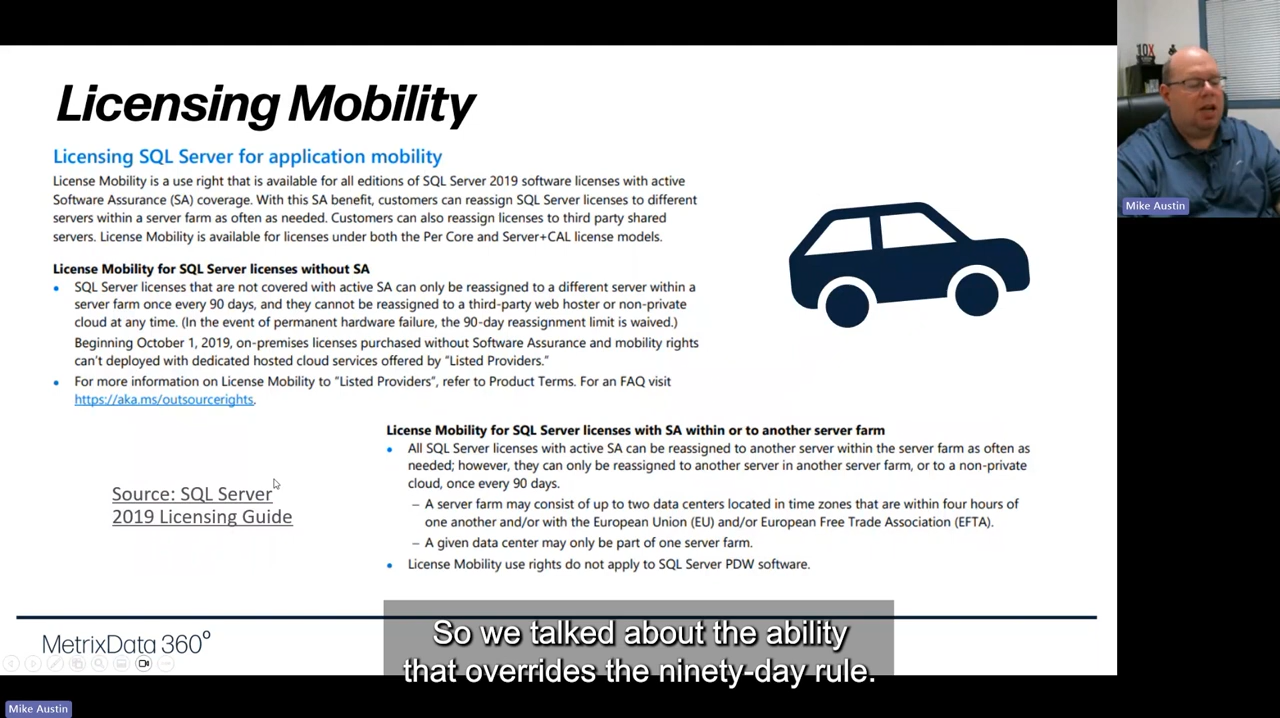 Licensing Mobility
Licensing SQL Server for application mobility
License Mobility is a use right that is available for all editions of SQL Server 2019 software licenses with active
Software Assurance (SA) coverage. With this SA benefit, customers can reassign SQL Server licenses to different
servers within a server farm as often as needed. Customers can also reassign licenses to third party shared
servers. License Mobility is available for licenses under both the Per Core and Server+CAL license models.
License Mobility for SQL Server licenses without SA
• SQL Server licenses that are not covered with active SA can only be reassigned to a different server within a
server farm once every 90 days, and they cannot be reassigned to a third-party web hoster or non-private
cloud at any time. (In the event of permanent hardware failure, the 90-day reassignment limit is waived.)
Beginning October 1, 2019, on-premises licenses purchased without Software Assurance and mobility rights
can't deployed with dedicated hosted cloud services offered by "Listed Providers."
• For more information on License Mobility to "Listed Providers", refer to Product Terms. For an FAQ visit
https://aka.ms/outsourcerights.
License Mobility for SQL Server licenses with SA within or to another server farm
• All SQL Server licenses with active SA can be reassigned to another server within the server farm as often as
needed; however, they can only be reassigned to another server in another server farm, or to a non-private
cloud, once every 90 days.
– A server farm may consist of up to two data centers located in time zones that are within four hours of
one another and/or with the European Union (EU) and/or European Free Trade Association (EFTA).
– A given data center may only be part of one server farm.
• License Mobility use rights do not apply to SQL Server PDW software.
Source: SQL Server
2019 Licensing Guide
MetrixData 360°
So we talked about the ability
that overrides the ninety-day rule.
10X
Mike Austin
Mike Austin